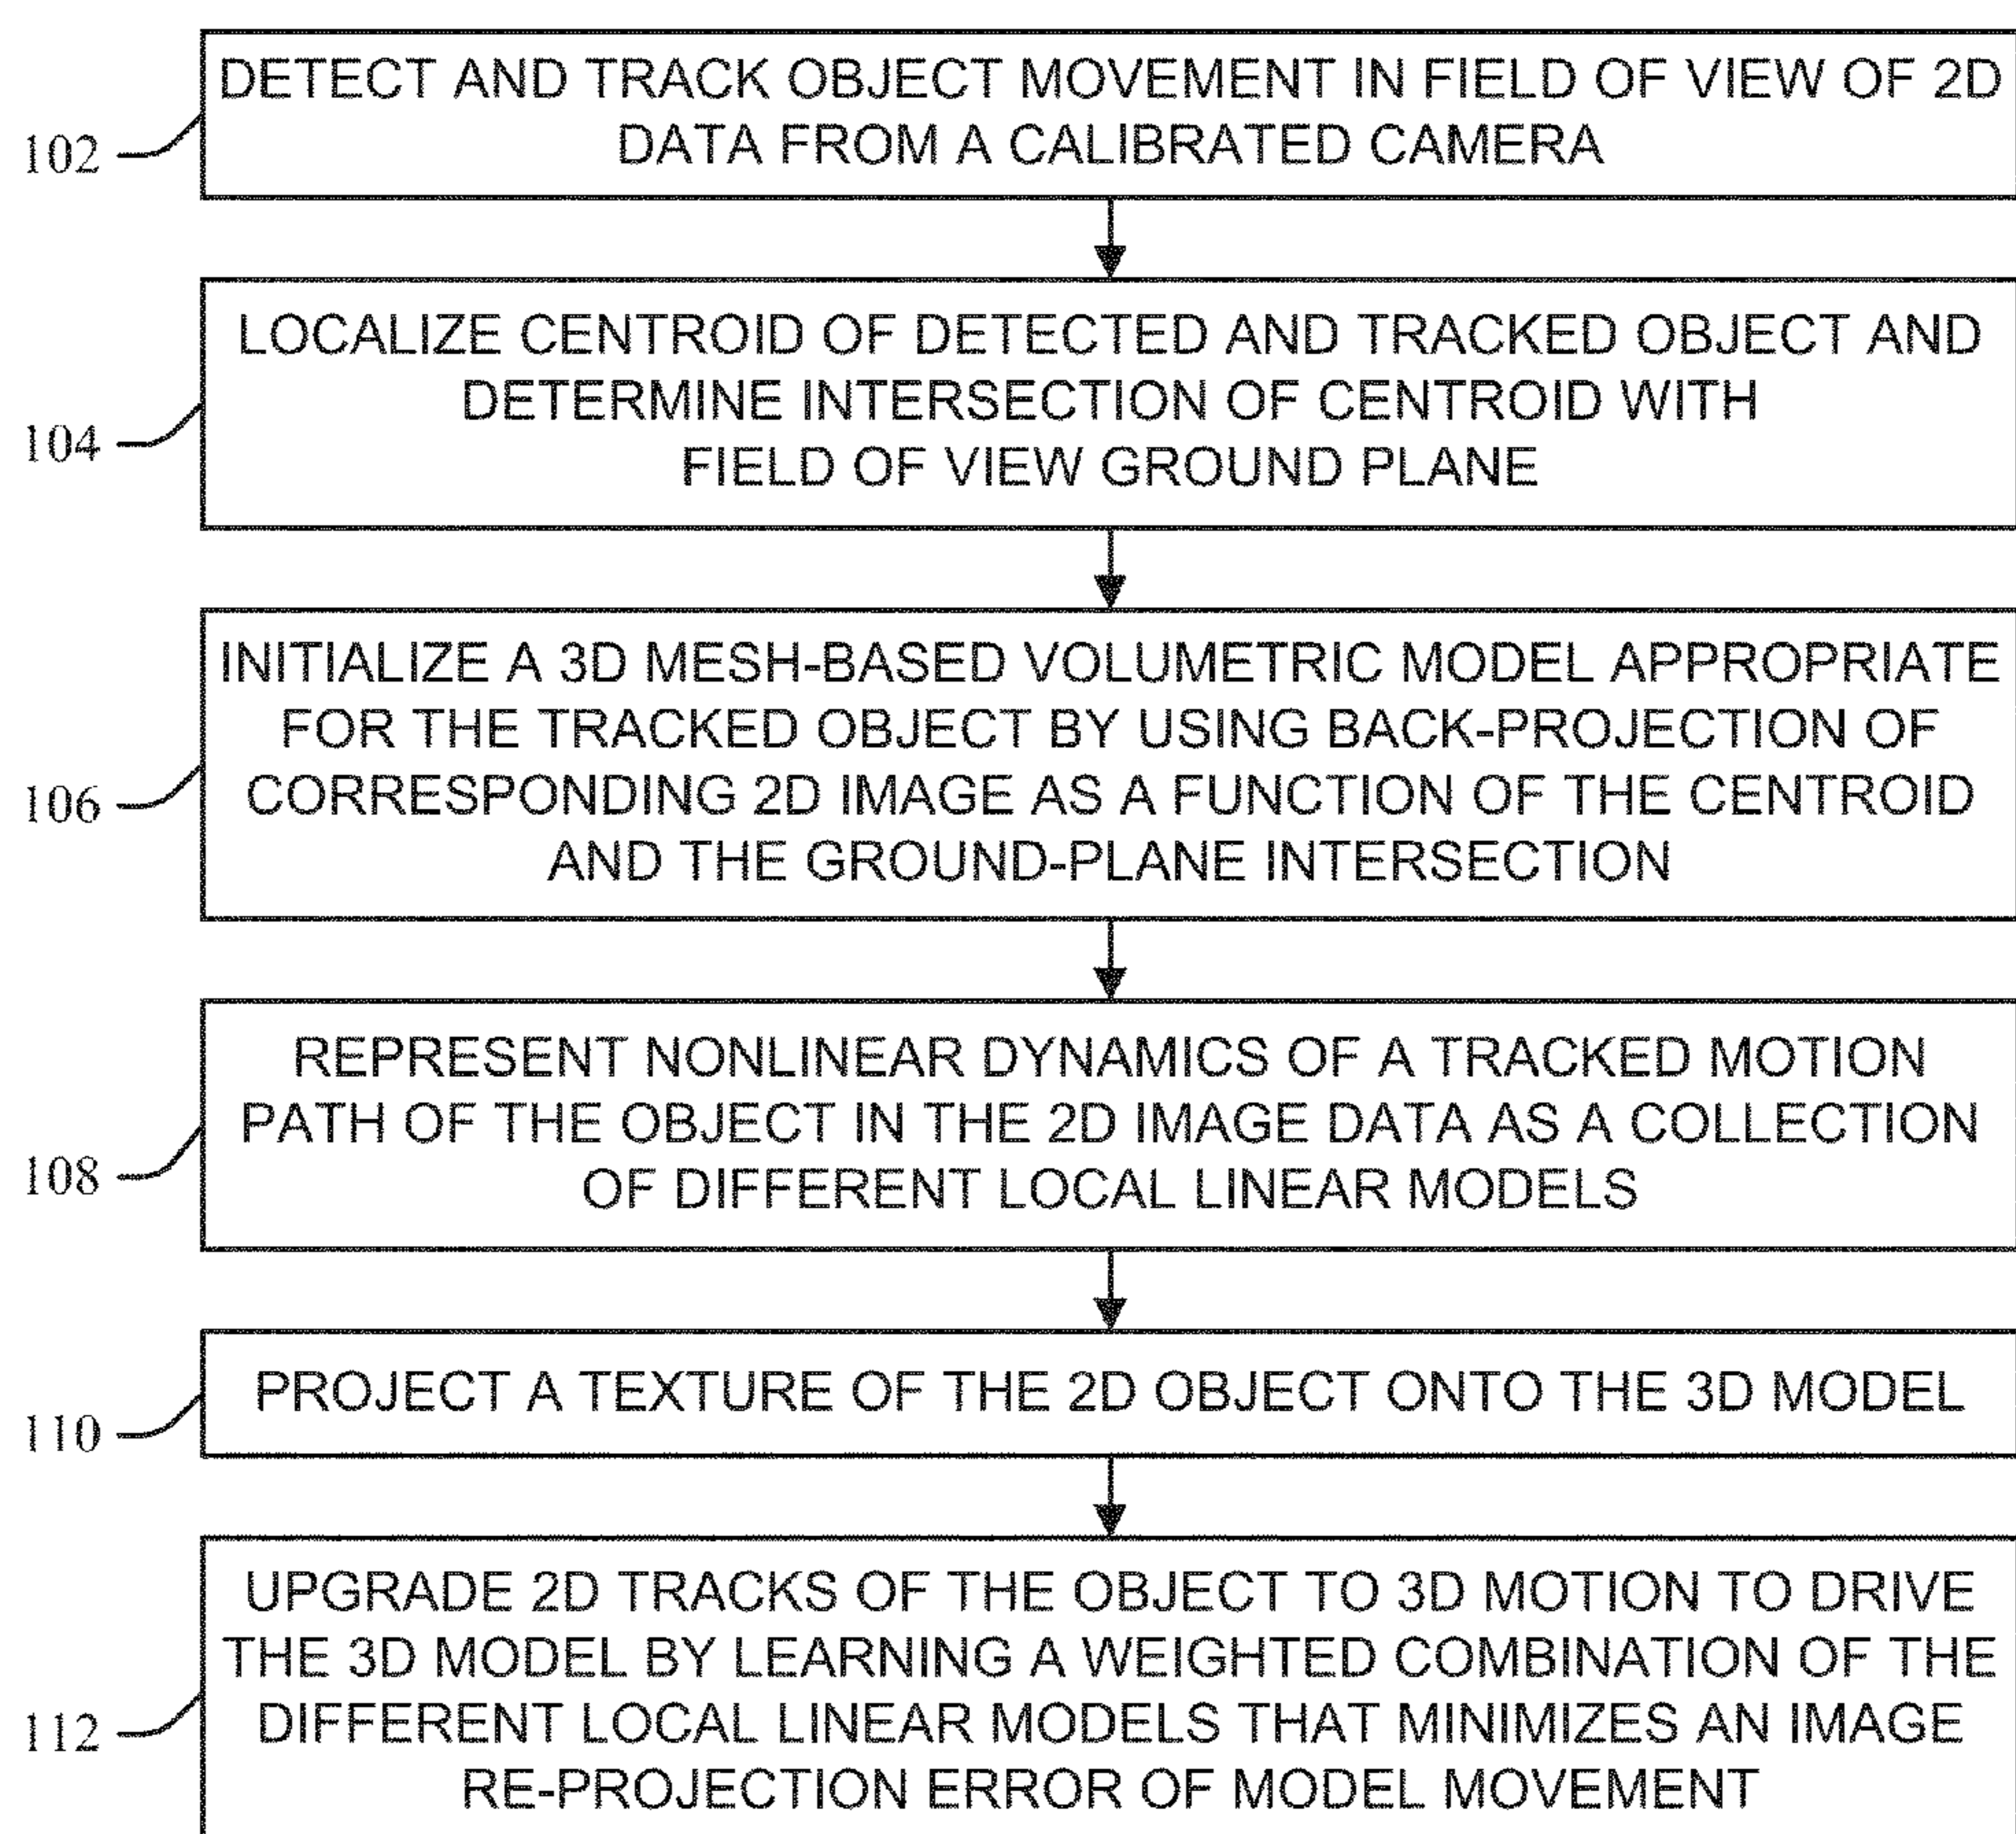 DETECT AND TRACK OBJECT MOVEMENT IN FIELD OF VIEW OF 2D
DATA FROM A CALIBRATED CAMERA
102
LOCALIZE CENTROID OF DETECTED AND TRACKED OBJECT AND
DETERMINE INTERSECTION OF CENTROID WITH
FIELD OF VIEW GROUND PLANE
104
INITIALIZE A 3D MESH-BASED VOLUMETRIC MODEL APPROPRIATE
FOR THE TRACKED OBJECT BY USING BACK-PROJECTION OF
CORRESPONDING 2D IMAGE AS A FUNCTION OF THE CENTROID
AND THE GROUND-PLANE INTERSECTION
106
REPRESENT NONLINEAR DYNAMICS OF A TRACKED MOTION
PATH OF THE OBJECT IN THE 2D IMAGE DATA AS A COLLECTION
OF DIFFERENT LOCAL LINEAR MODELS
108
PROJECT A TEXTURE OF THE 2D OBJECT ONTO THE 3D MODEL
110
UPGRADE 2D TRACKS OF THE OBJECT TO 3D MOTION TO DRIVE
THE 3D MODEL BY LEARNING A WEIGHTED COMBINATION OF THE
DIFFERENT LOCAL LINEAR MODELS THAT MINIMIZES AN IMAGE
RE-PROJECTION ERROR OF MODEL MOVEMENT
112